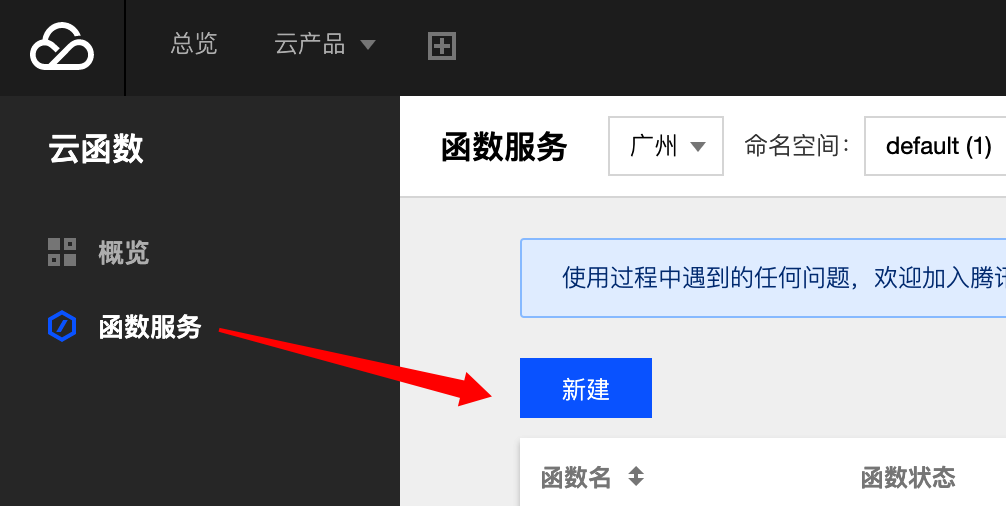 总览 云产品
云函数
函数服务 广州 命名空间: default (1)
概览
使用过程中遇到的任何问题，欢迎加入腾讯
函数服务
新建
函数名 函数状态